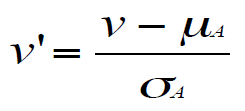 v' = (v − μ_A) / σ_A